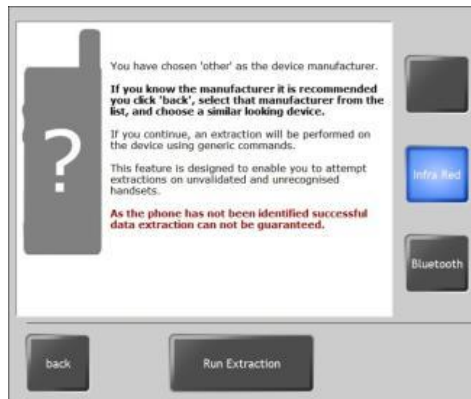 You have chosen 'other' as the device manufacturer.
If you know the manufacturer it is recommended
you click 'back', select that manufacturer from the
list, and choose a similar looking device.
If you continue, an extraction will be performed on
the device using generic commands.
This feature is designed to enable you to attempt
extractions on unvalidated and unrecognised
handsets.
As the phone has not been identified successful
data extraction can not be guaranteed.
?
Infra Red
Bluetooth
back
Run Extraction